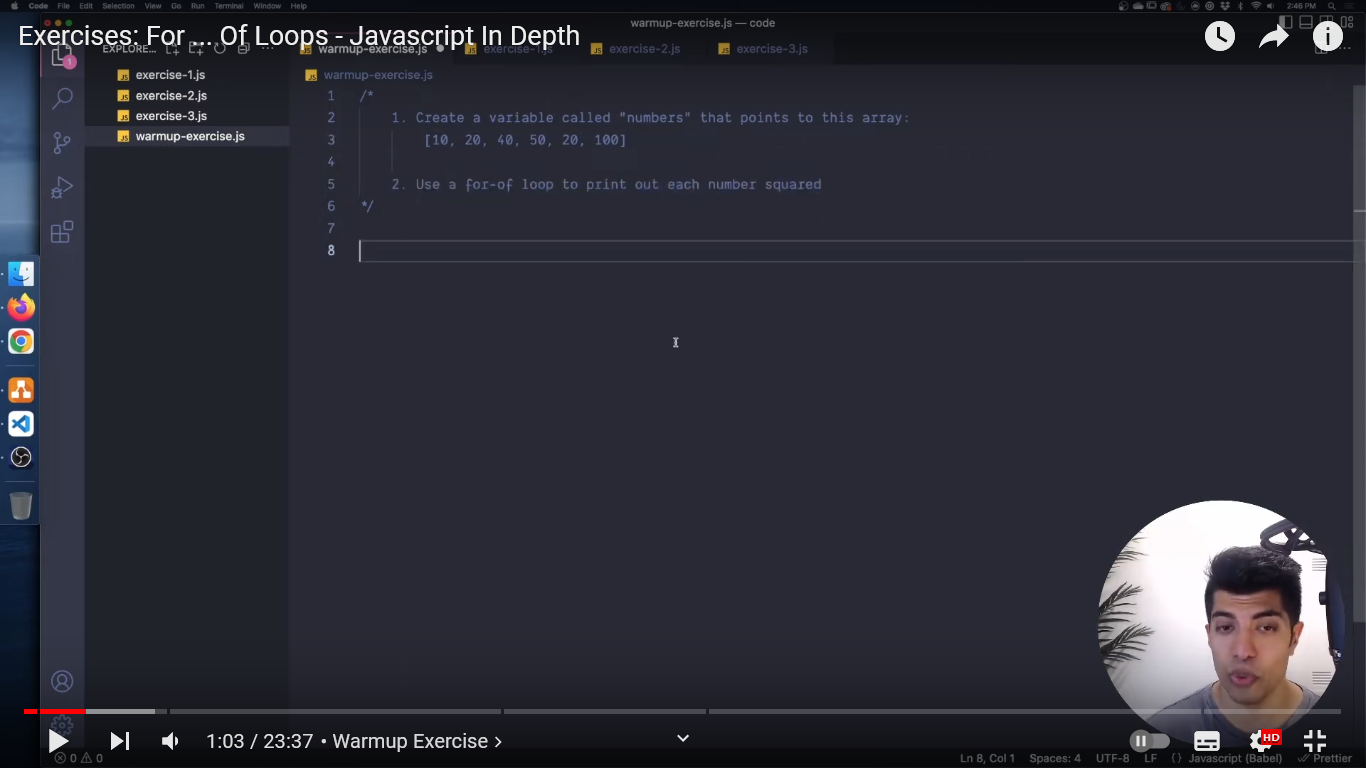 Code File Edit Selection View Go Run Terminal Window Help 2:46 PM
warmup-exercise.js — code
Exercises: For ... Of Loops - Javascript In Depth
EXPLORE... warmup-exercise.js exercise-1.js exercise-2.js exercise-3.js
1
exercise-1.js
exercise-2.js
exercise-3.js
warmup-exercise.js
warmup-exercise.js
1 /*
2 1. Create a variable called "numbers" that points to this array:
3 [10, 20, 40, 50, 20, 100]
4
5 2. Use a for-of loop to print out each number squared
6 */
7
8
1:03 / 23:37 • Warmup Exercise
HD
0 0 Ln 8, Col 1 Spaces: 4 UTF-8 LF {} Javascript (Babel) Prettier